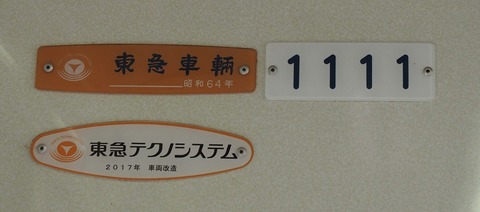 東急車輛
昭和64年
1111
東急テクノシステム
2017年 車両改造